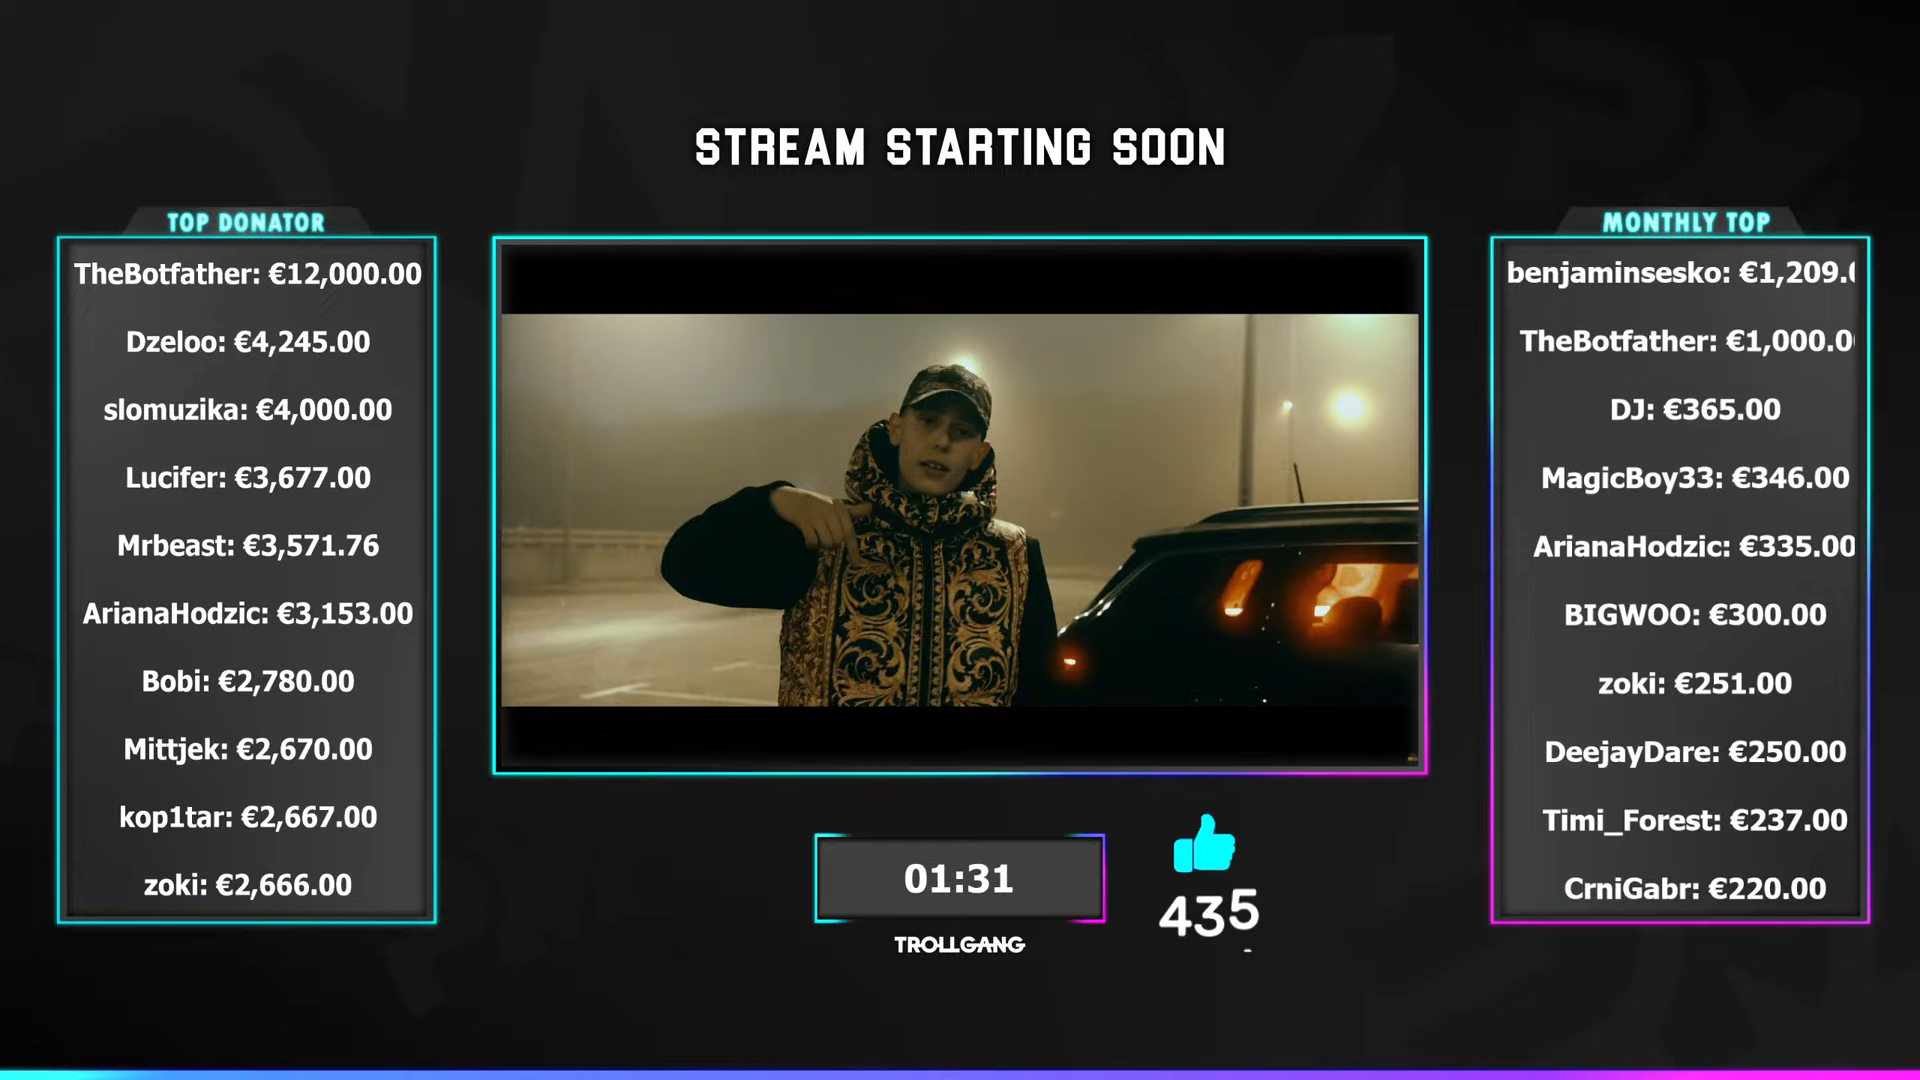 STREAM STARTING SOON
TOP DONATOR
TheBotfather: €12,000.00
Dzeloo: €4,245.00
slomuzika: €4,000.00
Lucifer: €3,677.00
Mrbeast: €3,571.76
ArianaHodzic: €3,153.00
Bobi: €2,780.00
Mittjek: €2,670.00
kop1tar: €2,667.00
zoki: €2,666.00
MONTHLY TOP
benjaminsesko: €1,209.0
TheBotfather: €1,000.0
DJ: €365.00
MagicBoy33: €346.00
ArianaHodzic: €335.00
BIGWOO: €300.00
zoki: €251.00
DeejayDare: €250.00
Timi_Forest: €237.00
CrniGabr: €220.00
01:31
TROLLGANG
435